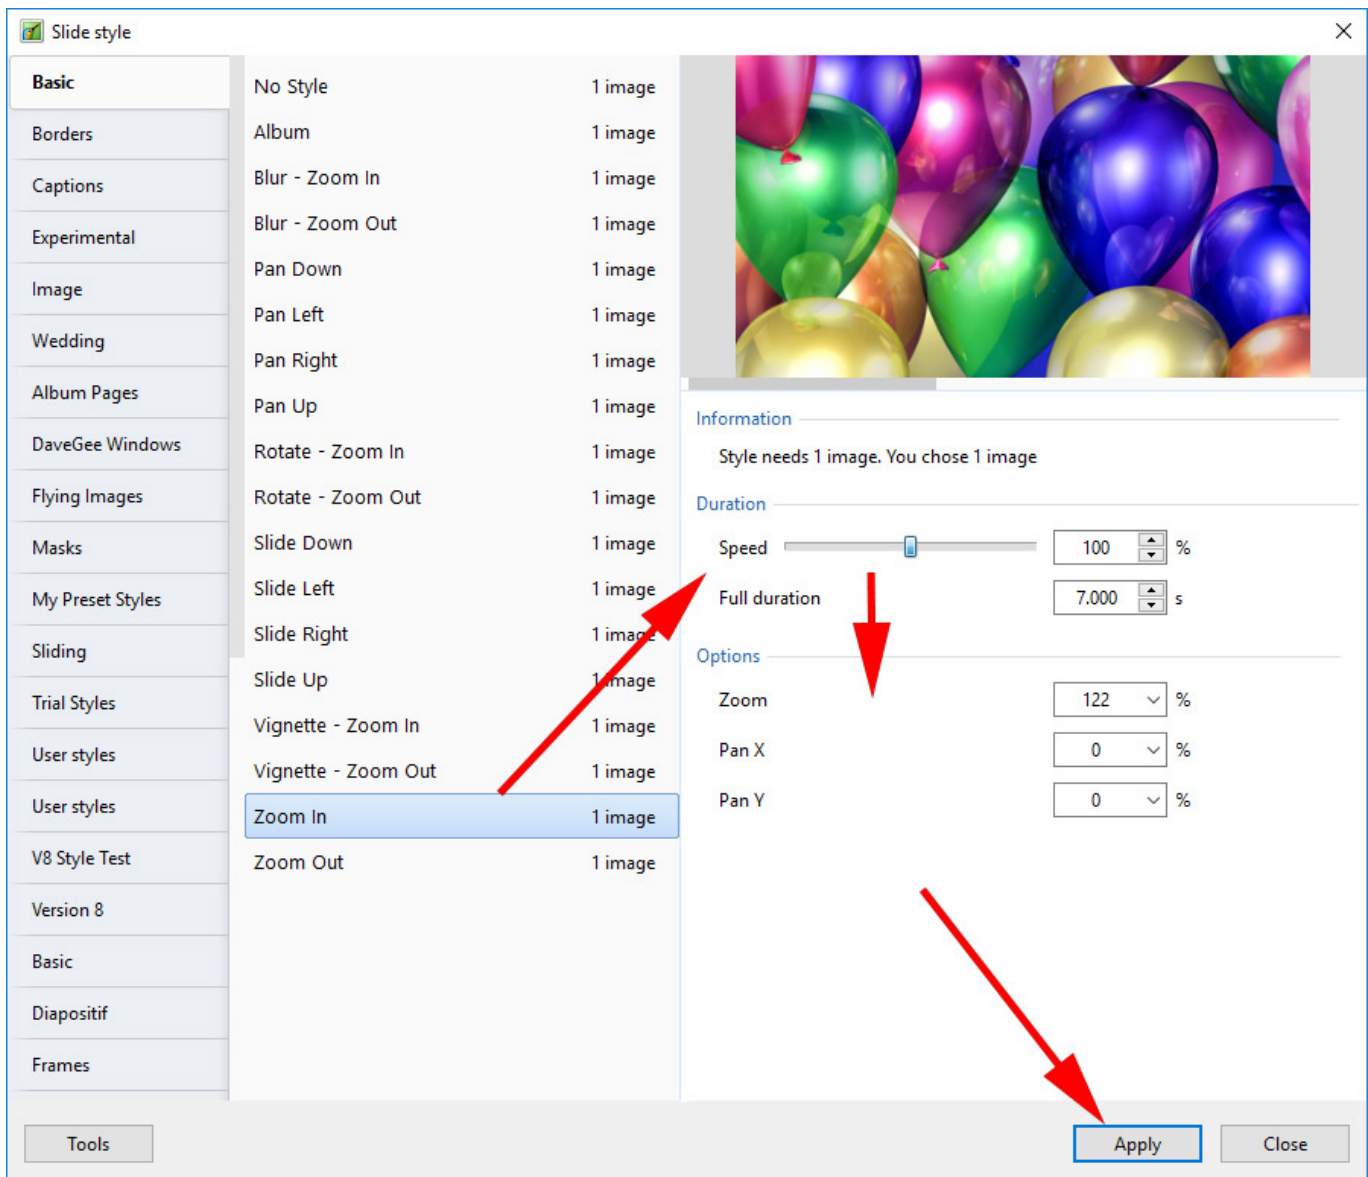 Slide style
Basic
Borders
Captions
Experimental
Image
Wedding
Album Pages
DaveGee Windows
Flying Images
Masks
My Preset Styles
Sliding
Trial Styles
User styles
User styles
V8 Style Test
Version 8
Basic
Diapositif
Frames
No Style 1 image
Album 1 image
Blur - Zoom In 1 image
Blur - Zoom Out 1 image
Pan Down 1 image
Pan Left 1 image
Pan Right 1 image
Pan Up 1 image
Rotate - Zoom In 1 image
Rotate - Zoom Out 1 image
Slide Down 1 image
Slide Left 1 image
Slide Right 1 image
Slide Up 1 image
Vignette - Zoom In 1 image
Vignette - Zoom Out 1 image
Zoom In 1 image
Zoom Out 1 image
Information
Style needs 1 image. You chose 1 image
Duration
Speed 100 %
Full duration 7.000 s
Options
Zoom 122 %
Pan X 0 %
Pan Y 0 %
Tools Apply Close